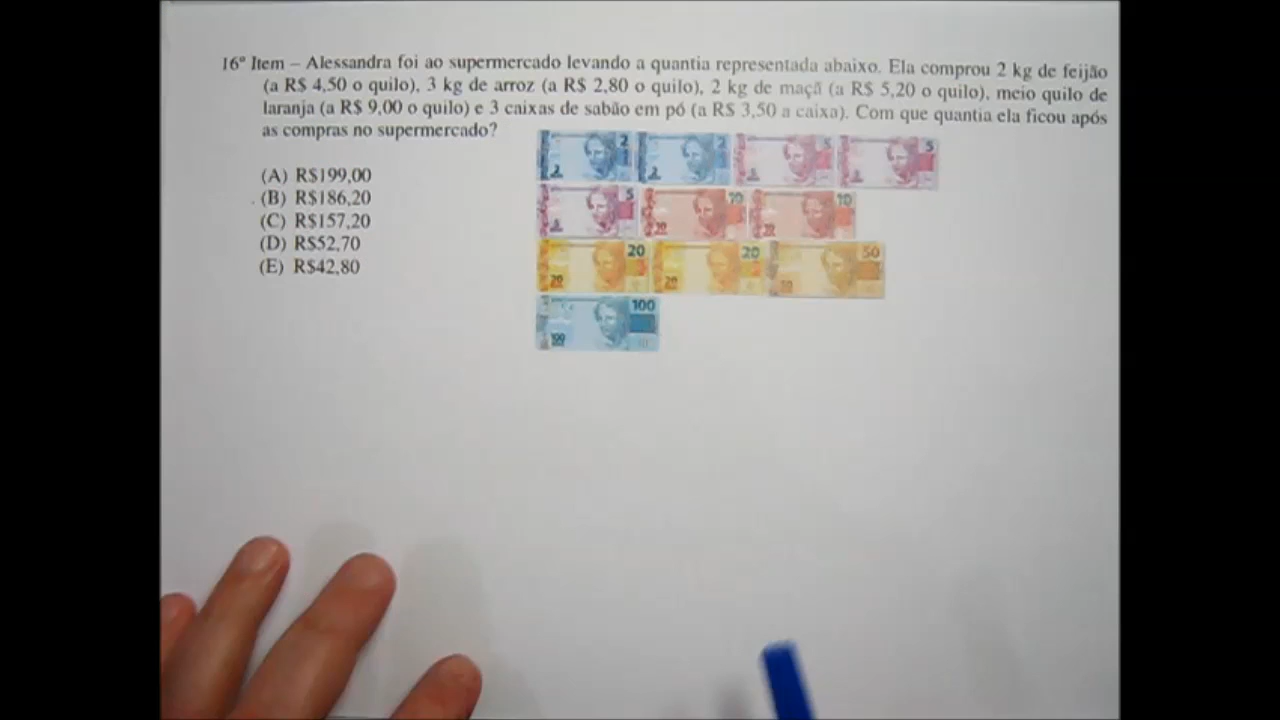 16º Item – Alessandra foi ao supermercado levando a quantia representada abaixo. Ela comprou 2 kg de feijão
(a R$ 4,50 o quilo), 3 kg de arroz (a R$ 2,80 o quilo), 2 kg de maçã (a R$ 5,20 o quilo), meio quilo de
laranja (a R$ 9,00 o quilo) e 3 caixas de sabão em pó (a R$ 3,50 a caixa). Com que quantia ela ficou após
as compras no supermercado?
(A) R$199,00
(B) R$186,20
(C) R$157,20
(D) R$52,70
(E) R$42,80
2 2 5 5
2 2
5 10 10
10 10
20 20 50
20 20 50
100
100